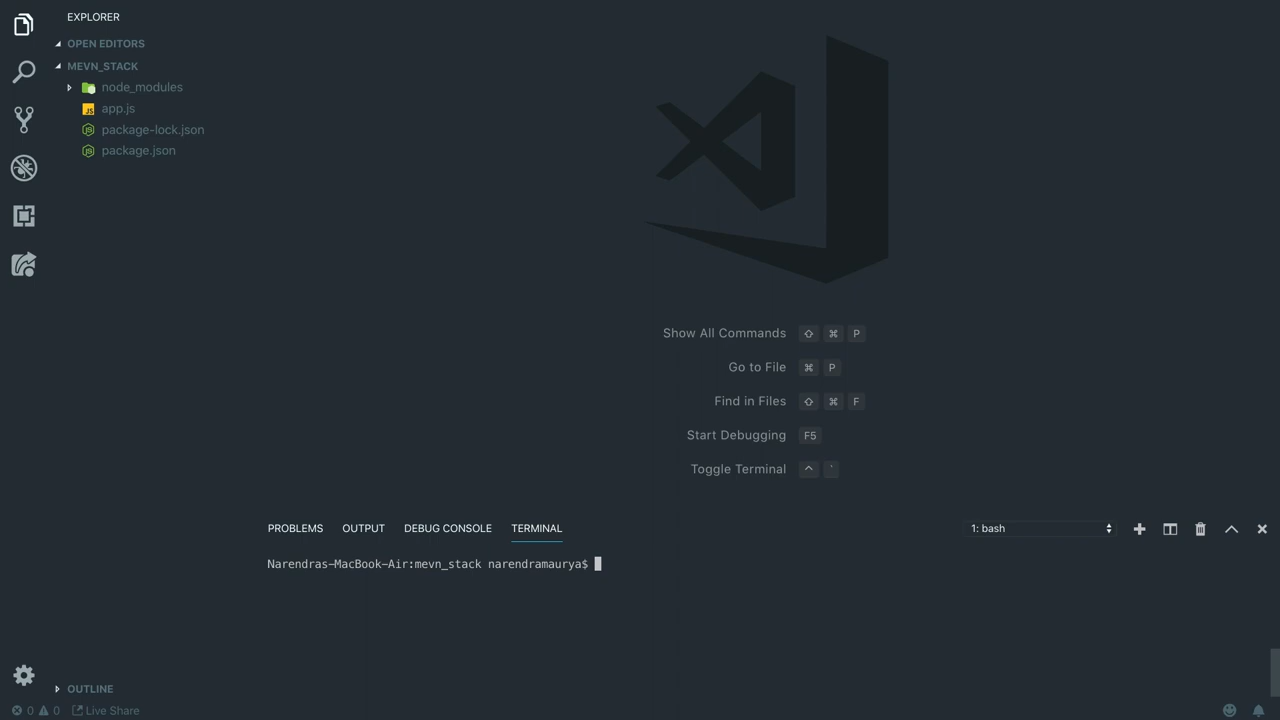 EXPLORER
OPEN EDITORS
MEVN_STACK
node_modules
JS app.js
package-lock.json
package.json
Show All Commands ⇧ ⌘ P
Go to File ⌘ P
Find in Files ⇧ ⌘ F
Start Debugging F5
Toggle Terminal ^ `
PROBLEMS OUTPUT DEBUG CONSOLE TERMINAL 1: bash
Narendras-MacBook-Air:mevn_stack narendramaurya$
OUTLINE
0 0 Live Share